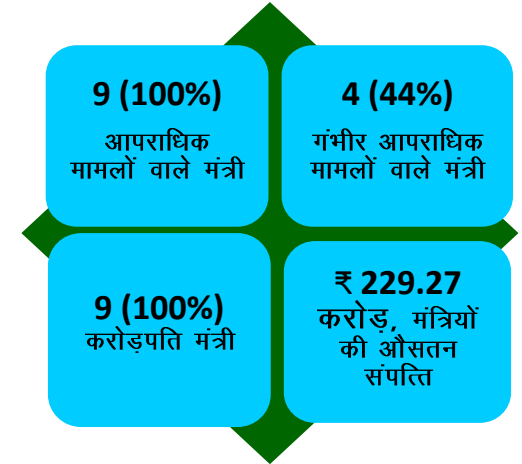 9 (100%)
आपराधिक
मामलों वाले मंत्री
4 (44%)
गंभीर आपराधिक
मामलों वाले मंत्री
9 (100%)
करोड़पति मंत्री
₹ 229.27
करोड़, मंत्रियों
की औसतन
संपत्ति